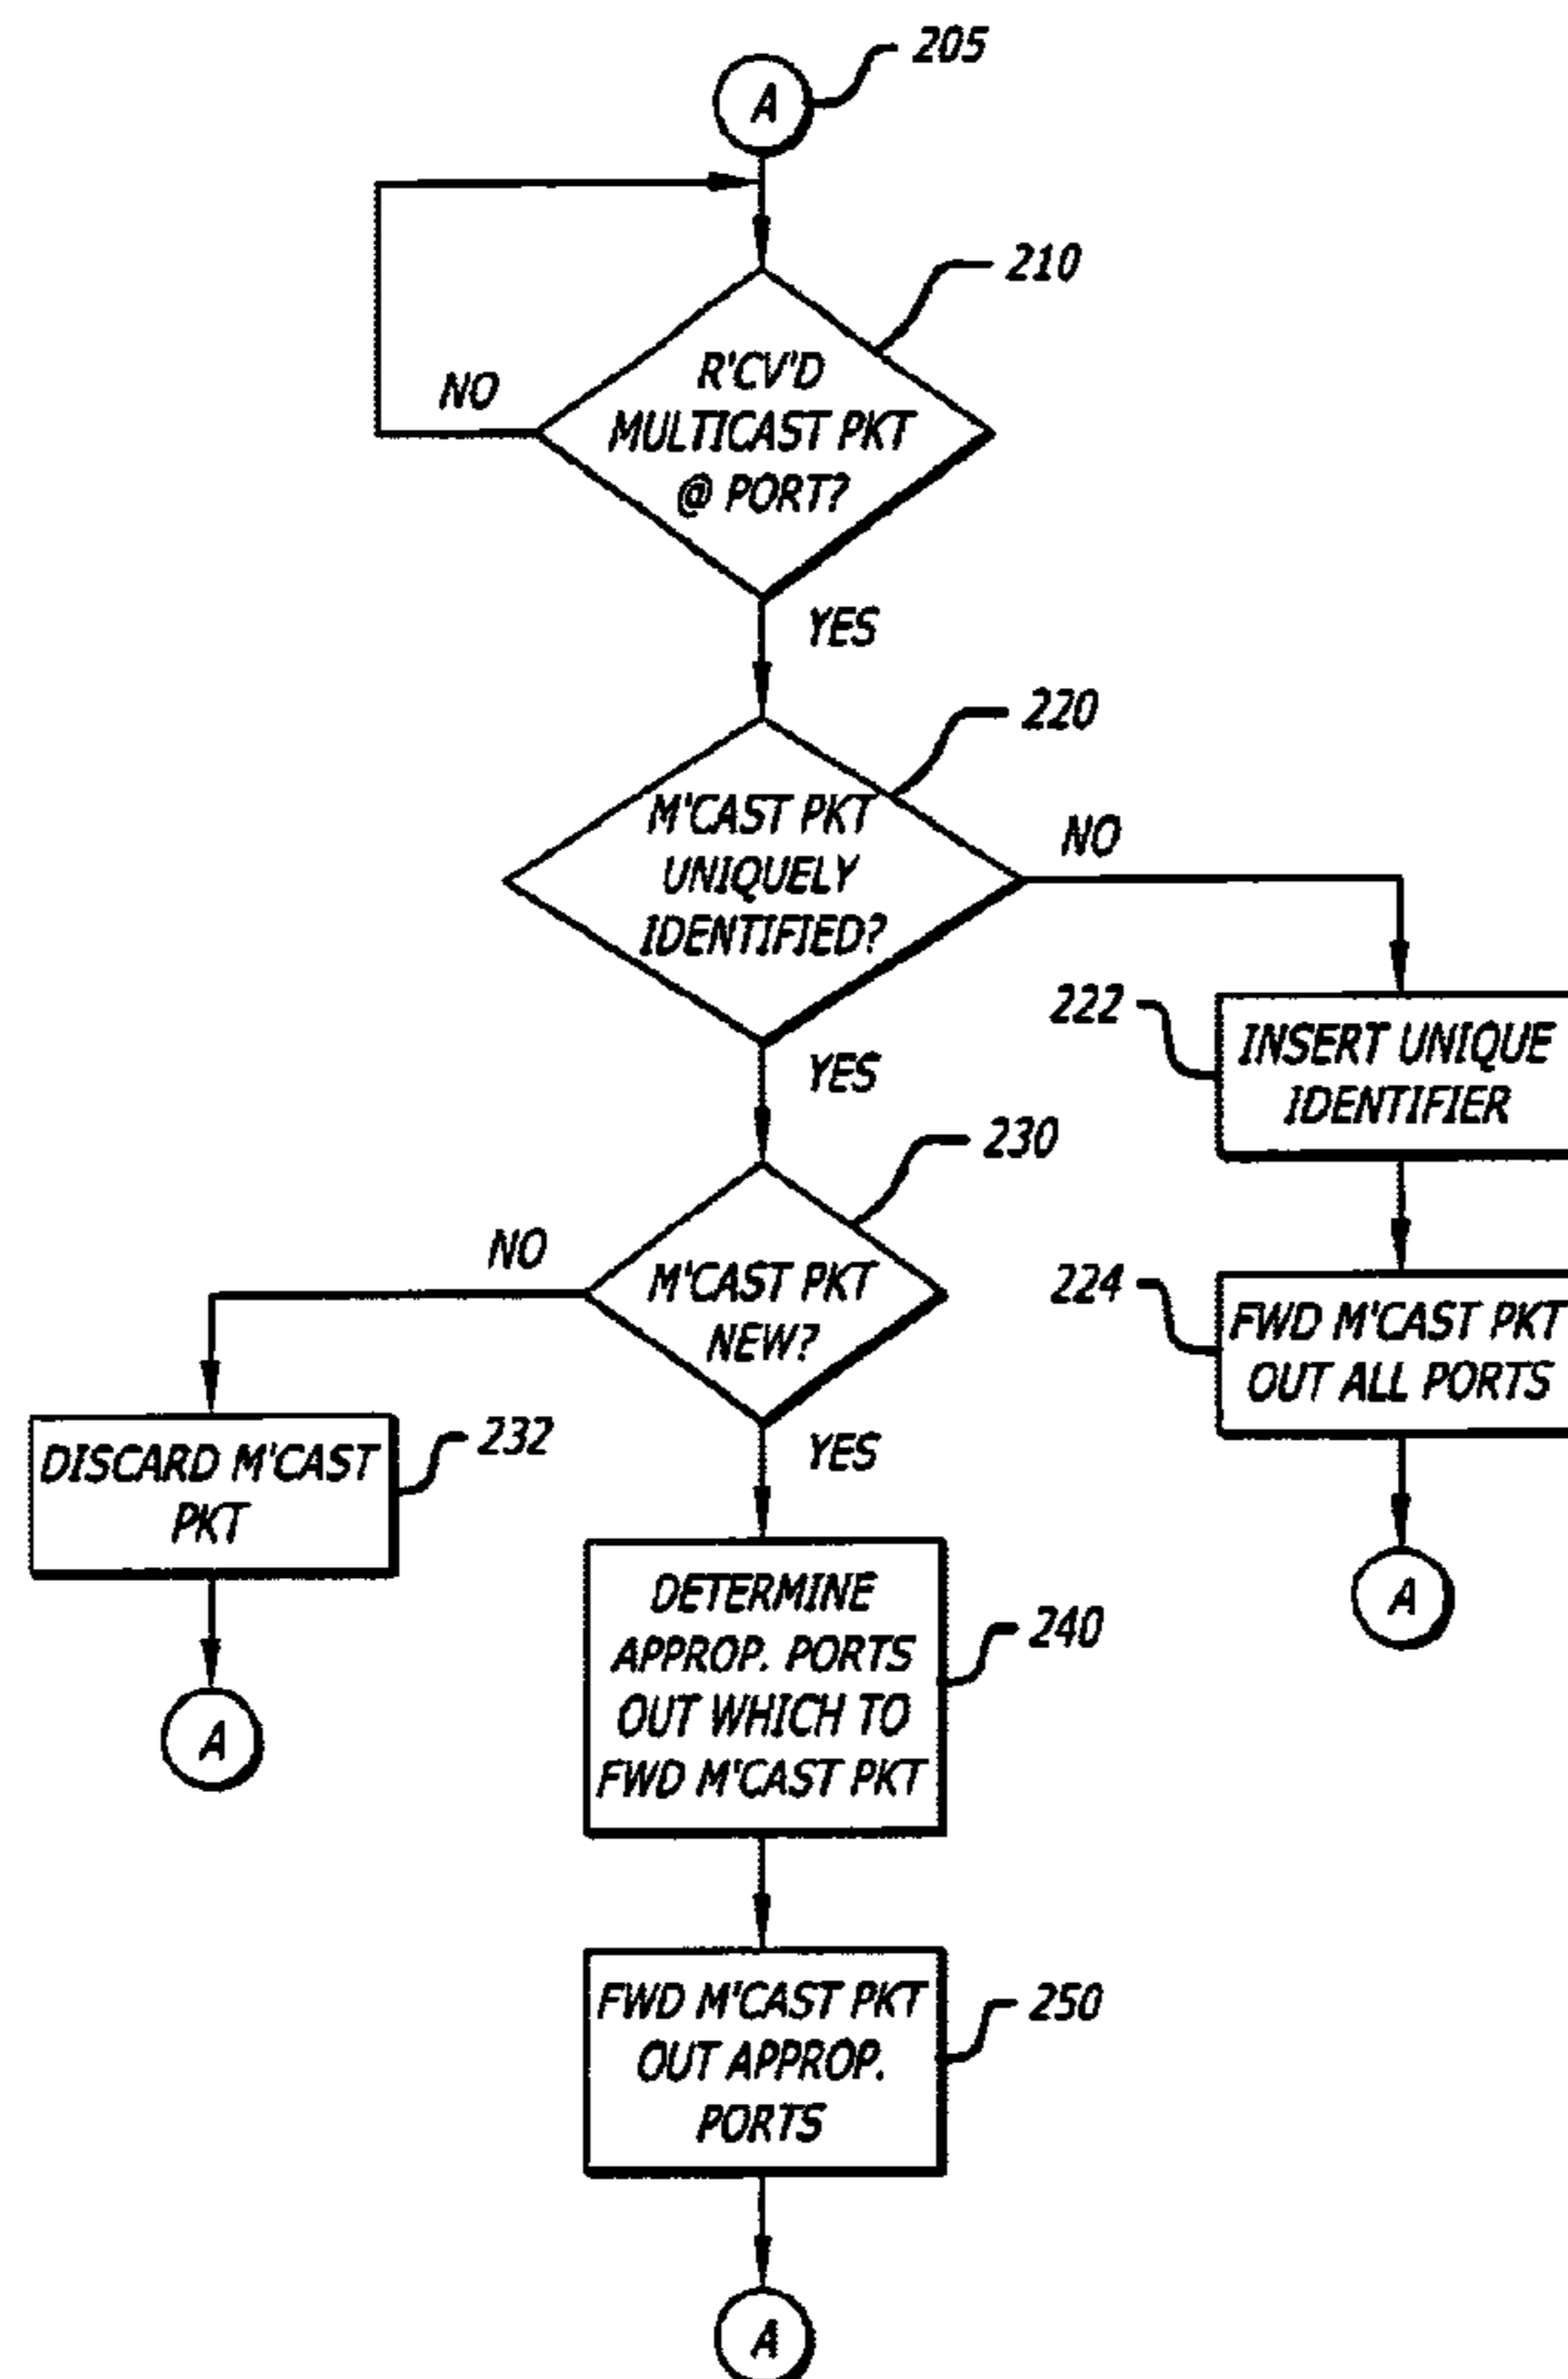 205
A
210
R'CV'D
MULTICAST PKT
@ PORT?
NO
YES
220
M'CAST PKT
UNIQUELY
IDENTIFIED?
NO
YES
222
INSERT UNIQUE
IDENTIFIER
224
FWD M'CAST PKT
OUT ALL PORTS
A
230
M'CAST PKT
NEW?
NO
YES
232
DISCARD M'CAST
PKT
A
240
DETERMINE
APPROP. PORTS
OUT WHICH TO
FWD M'CAST PKT
250
FWD M'CAST PKT
OUT APPROP.
PORTS
A